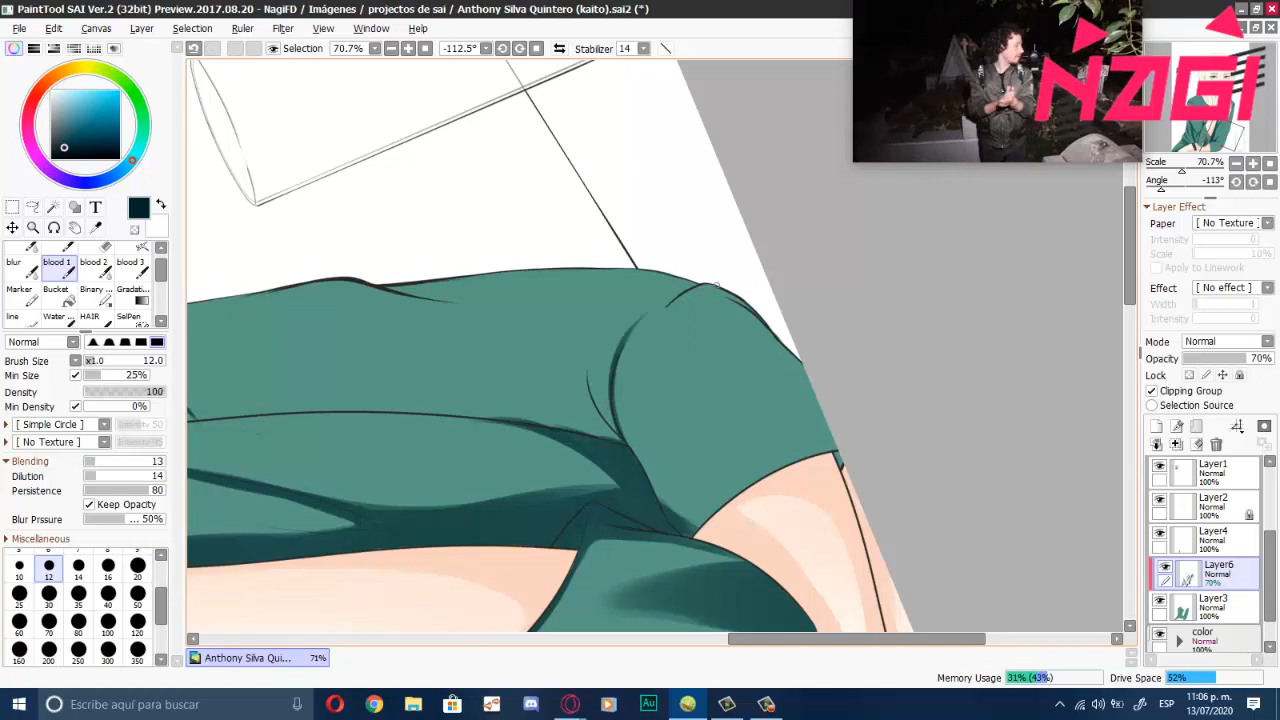 PaintTool SAI Ver.2 (32bit) Preview.2017.08.20 - NagiFD / Imágenes / projectos de sai / Anthony Silva Quintero (kaito).sai2 (*)
File Edit Canvas Layer Selection Ruler Filter View Window Help
Selection 70.7% -112.5° Stabilizer 14
NAGI
Scale 70.7%
Angle -113°
Layer Effect
Paper [ No Texture ]
Intensity 0
Scale 10%
Apply to Linework
Effect [ No effect ]
Width 1
Intensity 0
Mode Normal
Opacity 70%
Lock
Clipping Group
Selection Source
Layer1
Normal
100%
Layer2
Normal
100%
Layer4
Normal
100%
Layer6
Normal
70%
Layer3
Normal
100%
color
Normal
100%
T
blur blood 1 blood 2 blood 3
Marker Bucket Binary ... Gradati...
line Water ... HAIR SelPen
Normal
Brush Size x1.0 12.0
Min Size 25%
Density 100
Min Density 0%
[ Simple Circle ] Intensity 50
[ No Texture ] Intensity 95
Blending 13
Dilution 14
Persistence 80
Keep Opacity
Blur Prssure ... 50%
Miscellaneous
10 12 14 16 20
25 30 35 40 50
60 70 80 100 120
160 200 250 300 350
Anthony Silva Qui... 71%
Memory Usage 31% (43%) Drive Space 52%
Escribe aquí para buscar
Au
ESP
11:06 p. m.
13/07/2020